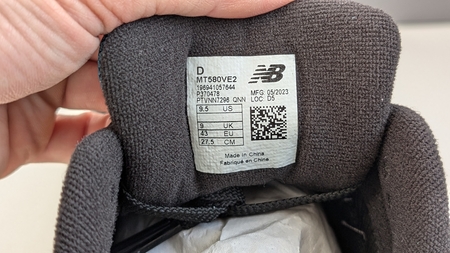 D
MT580VE2
196941057644
P370478
PTVNN7296 QNN
MFG 05/2023
LOC: D5
9.5 US
9 UK
43 EU
27.5 CM
Made in China
Fabriqué en Chine